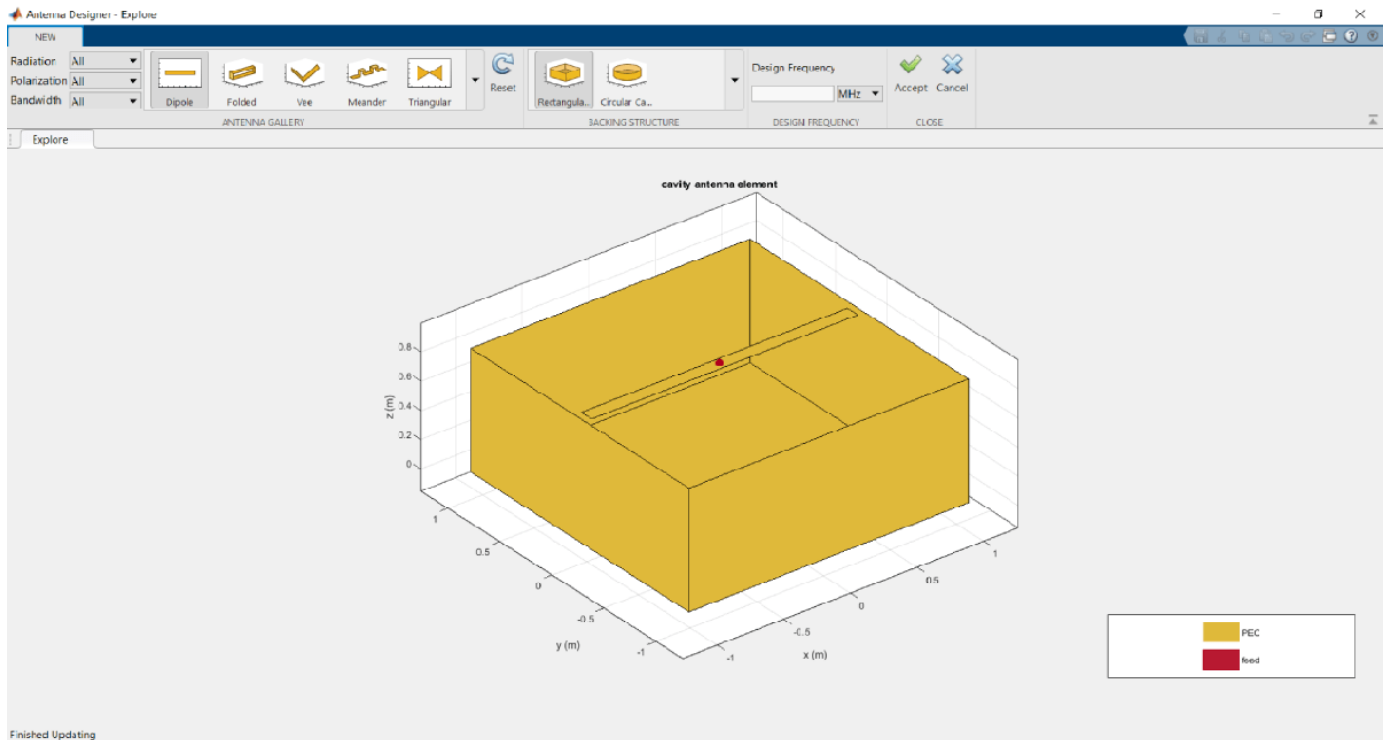 Antenna Designer - Explore
NEW
Radiation All
Polarization All
Bandwidth All
Dipole
Folded
Vee
Meander
Triangular
Reset
Rectangula..
Circular Ca..
Design Frequency
MHz
Accept
Cancel
ANTENNA GALLERY
BACKING STRUCTURE
DESIGN FREQUENCY
CLOSE
Explore
cavity antenna element
0.8
0.6
0.4
0.2
0
z (m)
1
0.5
0
-0.5
-1
y (m)
1
0.5
0
-0.5
-1
x (m)
PEC
feed
Finished Updating